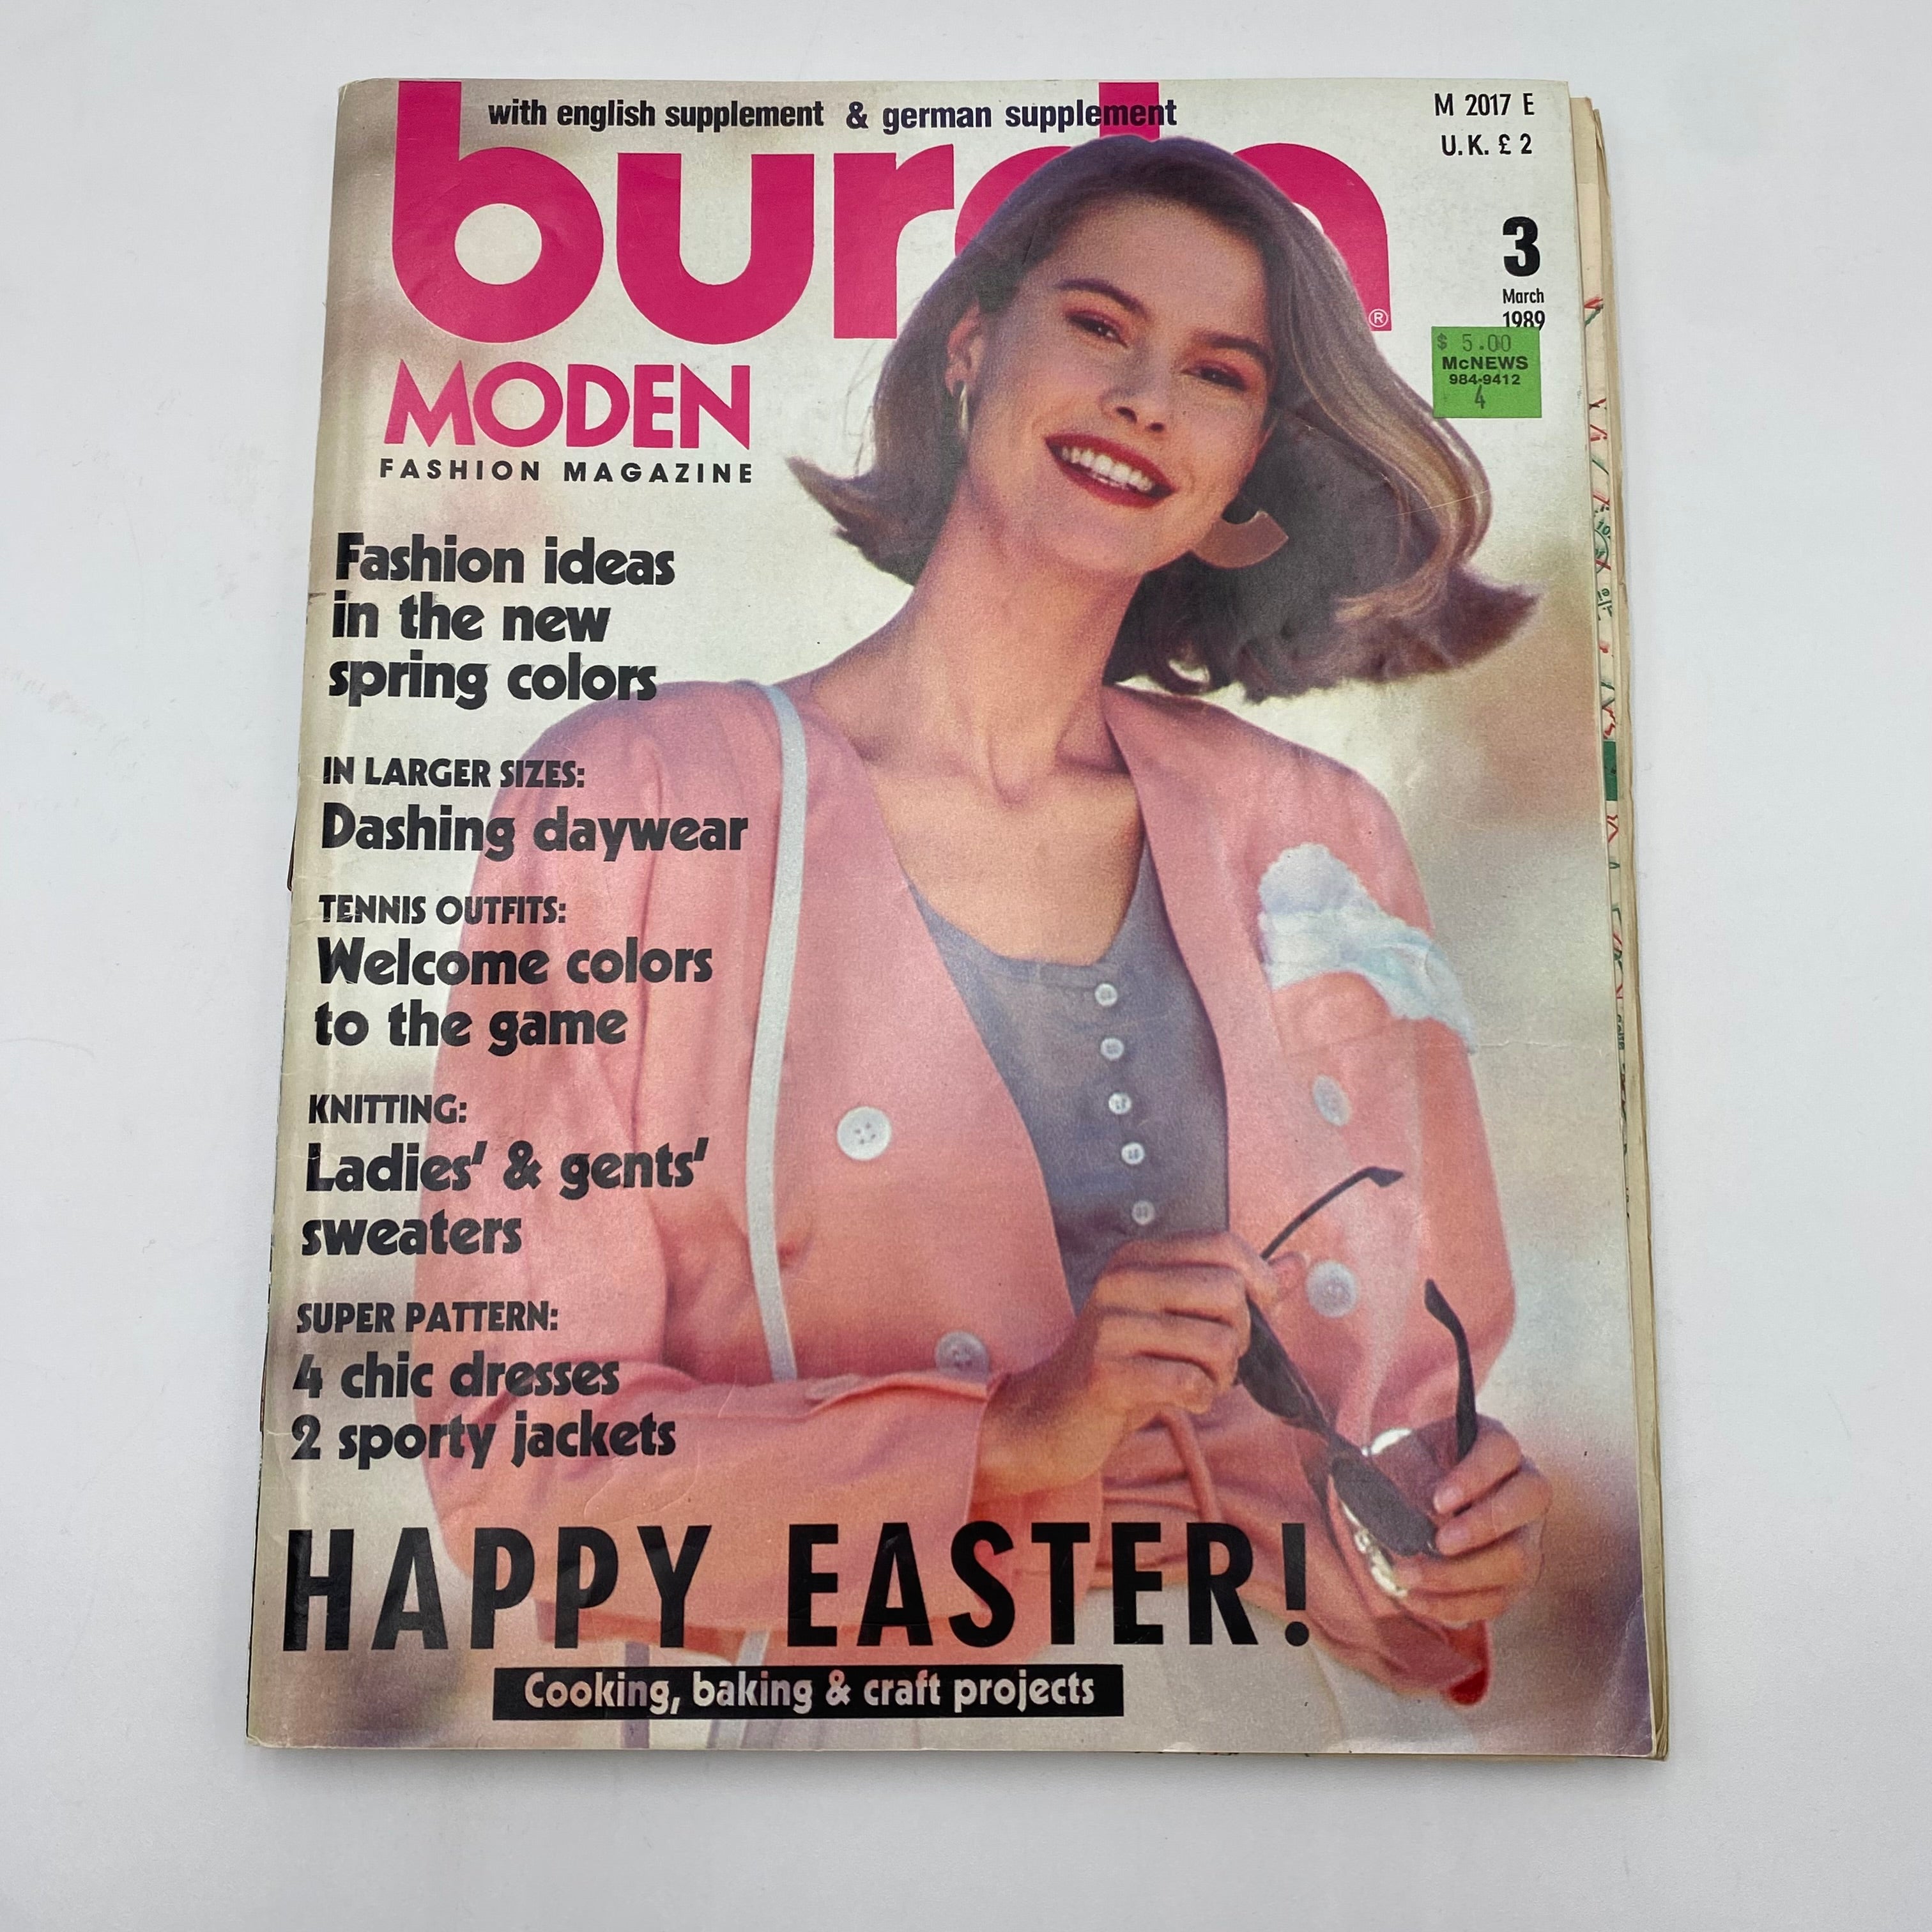 with english supplement & german supplement
burda
®
MODEN
FASHION MAGAZINE
M 2017 E
U.K. £ 2
3
March
1989
$ 5.00
McNEWS
984-9412
4
Fashion ideas
in the new
spring colors
IN LARGER SIZES:
Dashing daywear
TENNIS OUTFITS:
Welcome colors
to the game
KNITTING:
Ladies' & gents'
sweaters
SUPER PATTERN:
4 chic dresses
2 sporty jackets
HAPPY EASTER!
Cooking, baking & craft projects